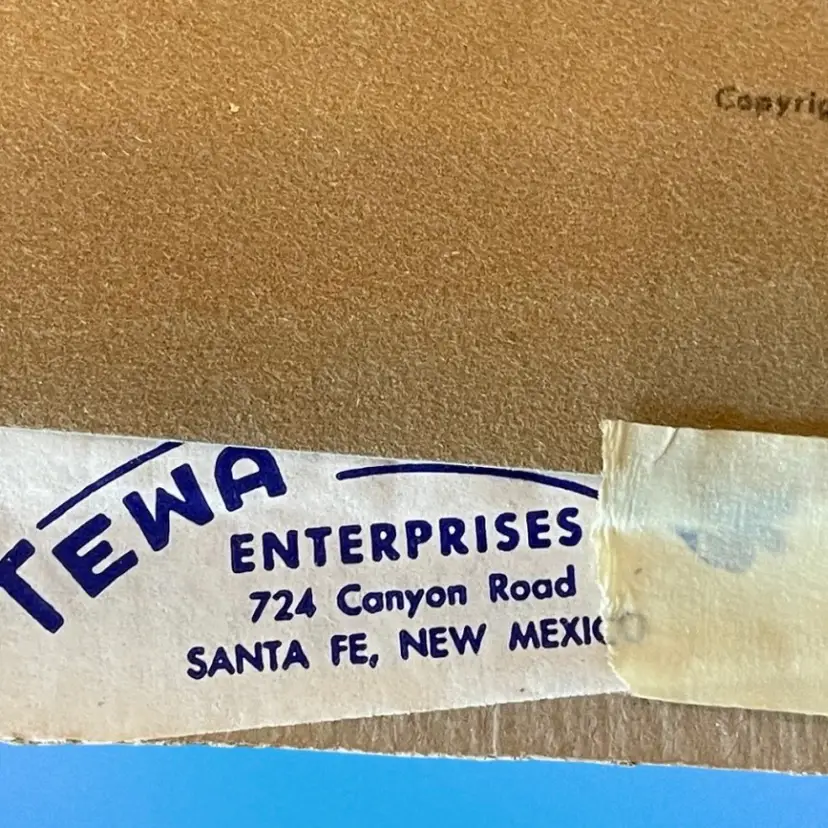 Copyrig
TEWA
ENTERPRISES
724 Canyon Road
SANTA FE, NEW MEXICO